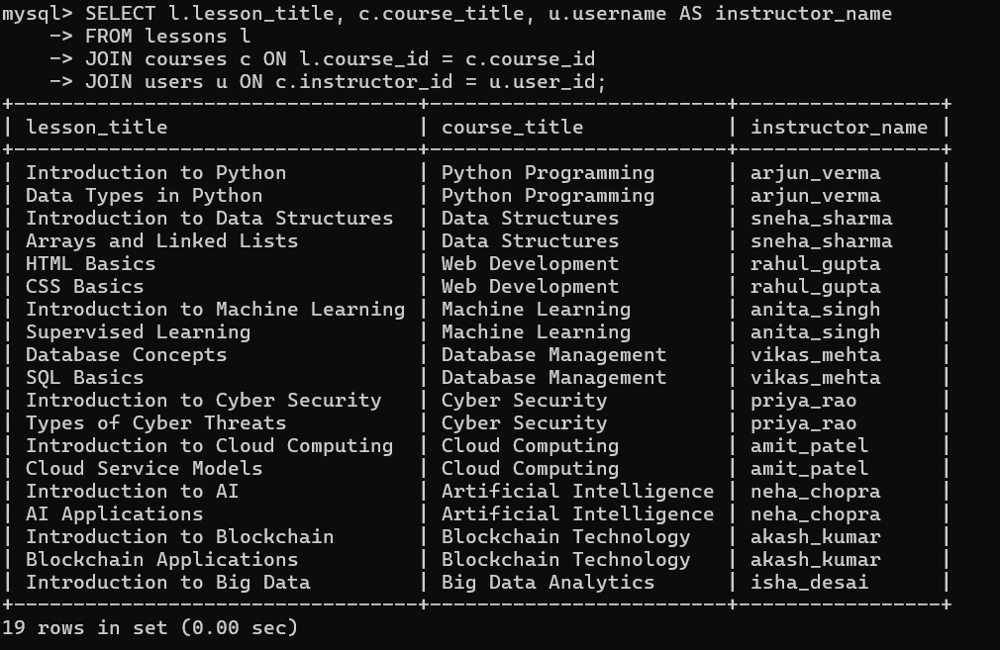 mysql> SELECT l.lesson_title, c.course_title, u.username AS instructor_name
    -> FROM lessons l
    -> JOIN courses c ON l.course_id = c.course_id
    -> JOIN users u ON c.instructor_id = u.user_id;
+----------------------------------+-------------------------+-----------------+
| lesson_title                     | course_title            | instructor_name |
+----------------------------------+-------------------------+-----------------+
| Introduction to Python           | Python Programming      | arjun_verma     |
| Data Types in Python             | Python Programming      | arjun_verma     |
| Introduction to Data Structures  | Data Structures         | sneha_sharma    |
| Arrays and Linked Lists          | Data Structures         | sneha_sharma    |
| HTML Basics                      | Web Development         | rahul_gupta     |
| CSS Basics                       | Web Development         | rahul_gupta     |
| Introduction to Machine Learning | Machine Learning        | anita_singh     |
| Supervised Learning              | Machine Learning        | anita_singh     |
| Database Concepts                | Database Management     | vikas_mehta     |
| SQL Basics                       | Database Management     | vikas_mehta     |
| Introduction to Cyber Security   | Cyber Security          | priya_rao       |
| Types of Cyber Threats           | Cyber Security          | priya_rao       |
| Introduction to Cloud Computing  | Cloud Computing         | amit_patel      |
| Cloud Service Models             | Cloud Computing         | amit_patel      |
| Introduction to AI               | Artificial Intelligence | neha_chopra     |
| AI Applications                  | Artificial Intelligence | neha_chopra     |
| Introduction to Blockchain       | Blockchain Technology   | akash_kumar     |
| Blockchain Applications          | Blockchain Technology   | akash_kumar     |
| Introduction to Big Data         | Big Data Analytics      | isha_desai      |
+----------------------------------+-------------------------+-----------------+
19 rows in set (0.00 sec)